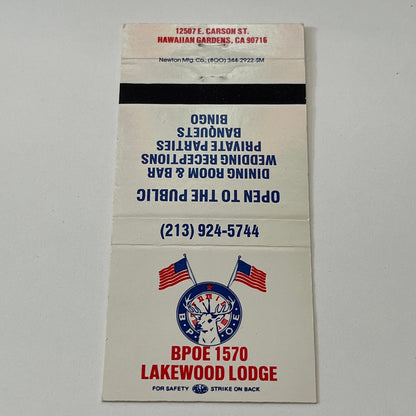 12507 E. CARSON ST.
HAWAIIAN GARDENS, CA 90716
Newton Mfg. Co. (800) 344-2922-SM
OPEN TO THE PUBLIC
DINING ROOM & BAR
WEDDING RECEPTIONS
PRIVATE PARTIES
BANQUETS
BINGO
(213) 924-5744
B.P.O.E.
BPOE 1570
LAKEWOOD LODGE
FOR SAFETY STRIKE ON BACK